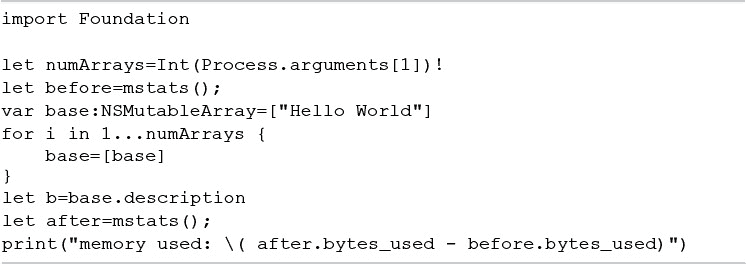 import Foundation

let numArrays=Int(Process.arguments[1])!
let before=mstats();
var base:NSMutableArray=["Hello World"]
for i in 1...numArrays {
    base=[base]
}
let b=base.description
let after=mstats();
print("memory used: \( after.bytes_used - before.bytes_used)")